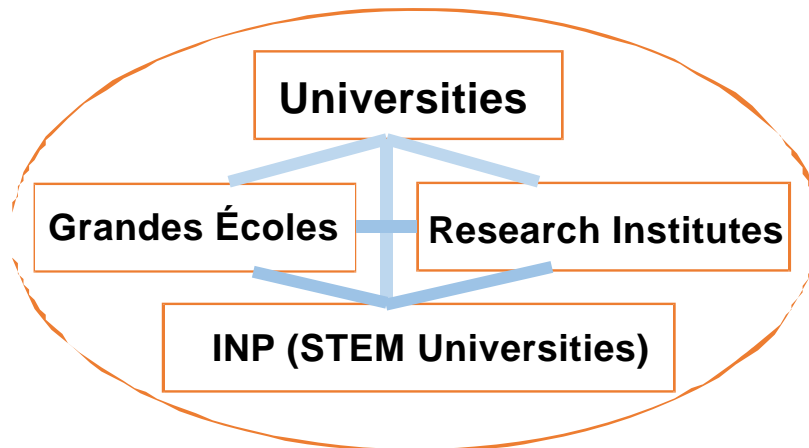 Universities
Grandes Écoles
Research Institutes
INP (STEM Universities)